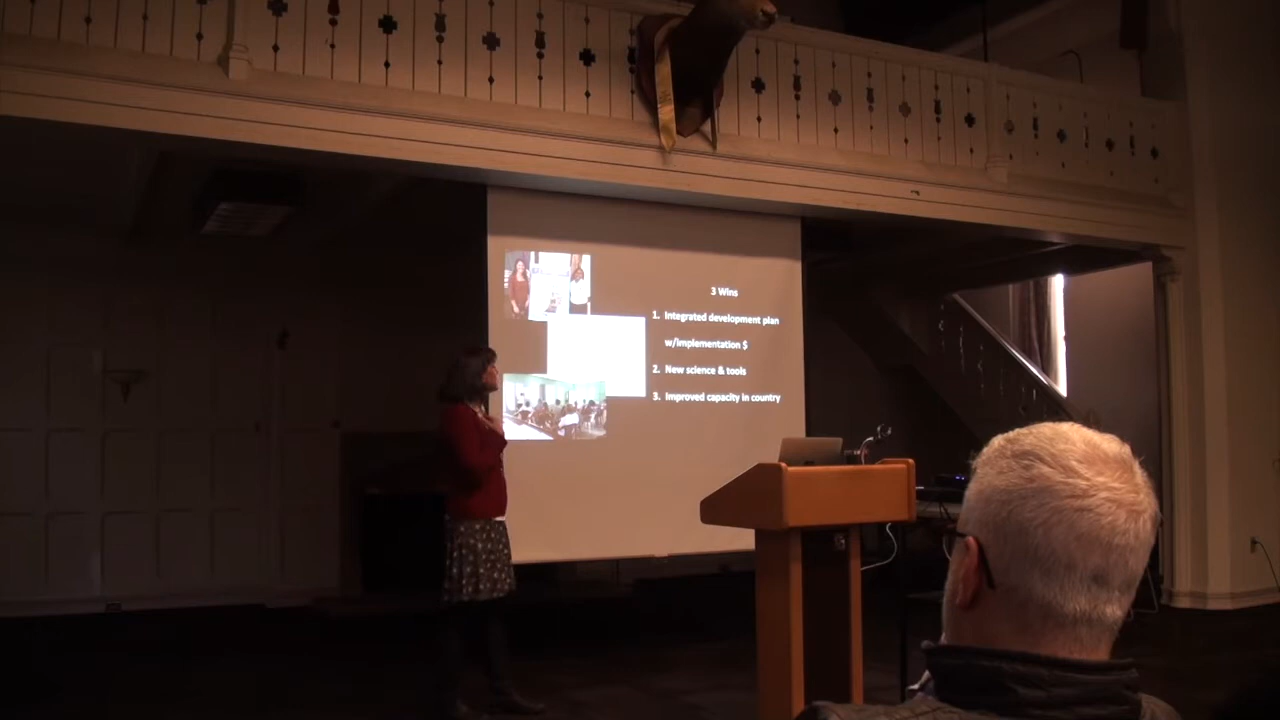 3 Wins
1. Integrated development plan
w/implementation $
2. New science & tools
3. Improved capacity in country